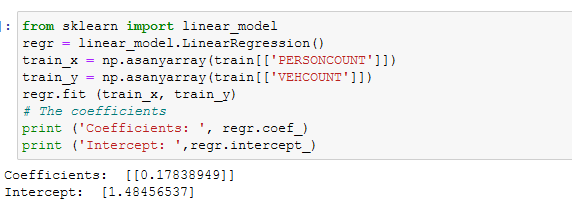 ]: from sklearn import linear_model
regr = linear_model.LinearRegression()
train_x = np.asanyarray(train[['PERSONCOUNT']])
train_y = np.asanyarray(train[['VEHCOUNT']])
regr.fit (train_x, train_y)
# The coefficients
print ('Coefficients: ', regr.coef_)
print ('Intercept: ',regr.intercept_)
Coefficients:  [[0.17838949]]
Intercept:  [1.48456537]